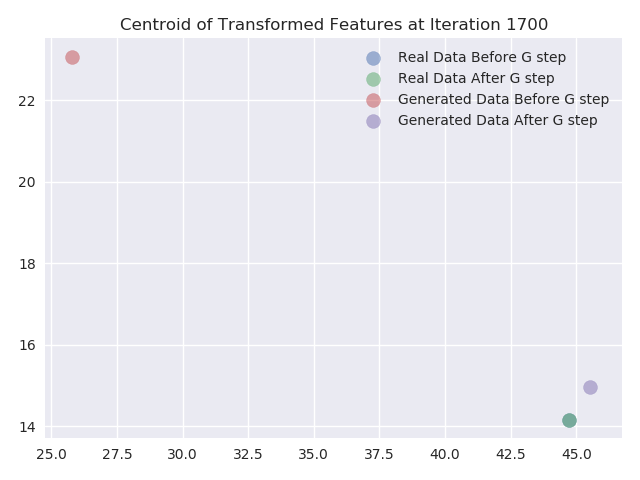 Centroid of Transformed Features at Iteration 1700
Real Data Before G step
Real Data After G step
Generated Data Before G step
Generated Data After G step
22
20
18
16
14
25.0 27.5 30.0 32.5 35.0 37.5 40.0 42.5 45.0